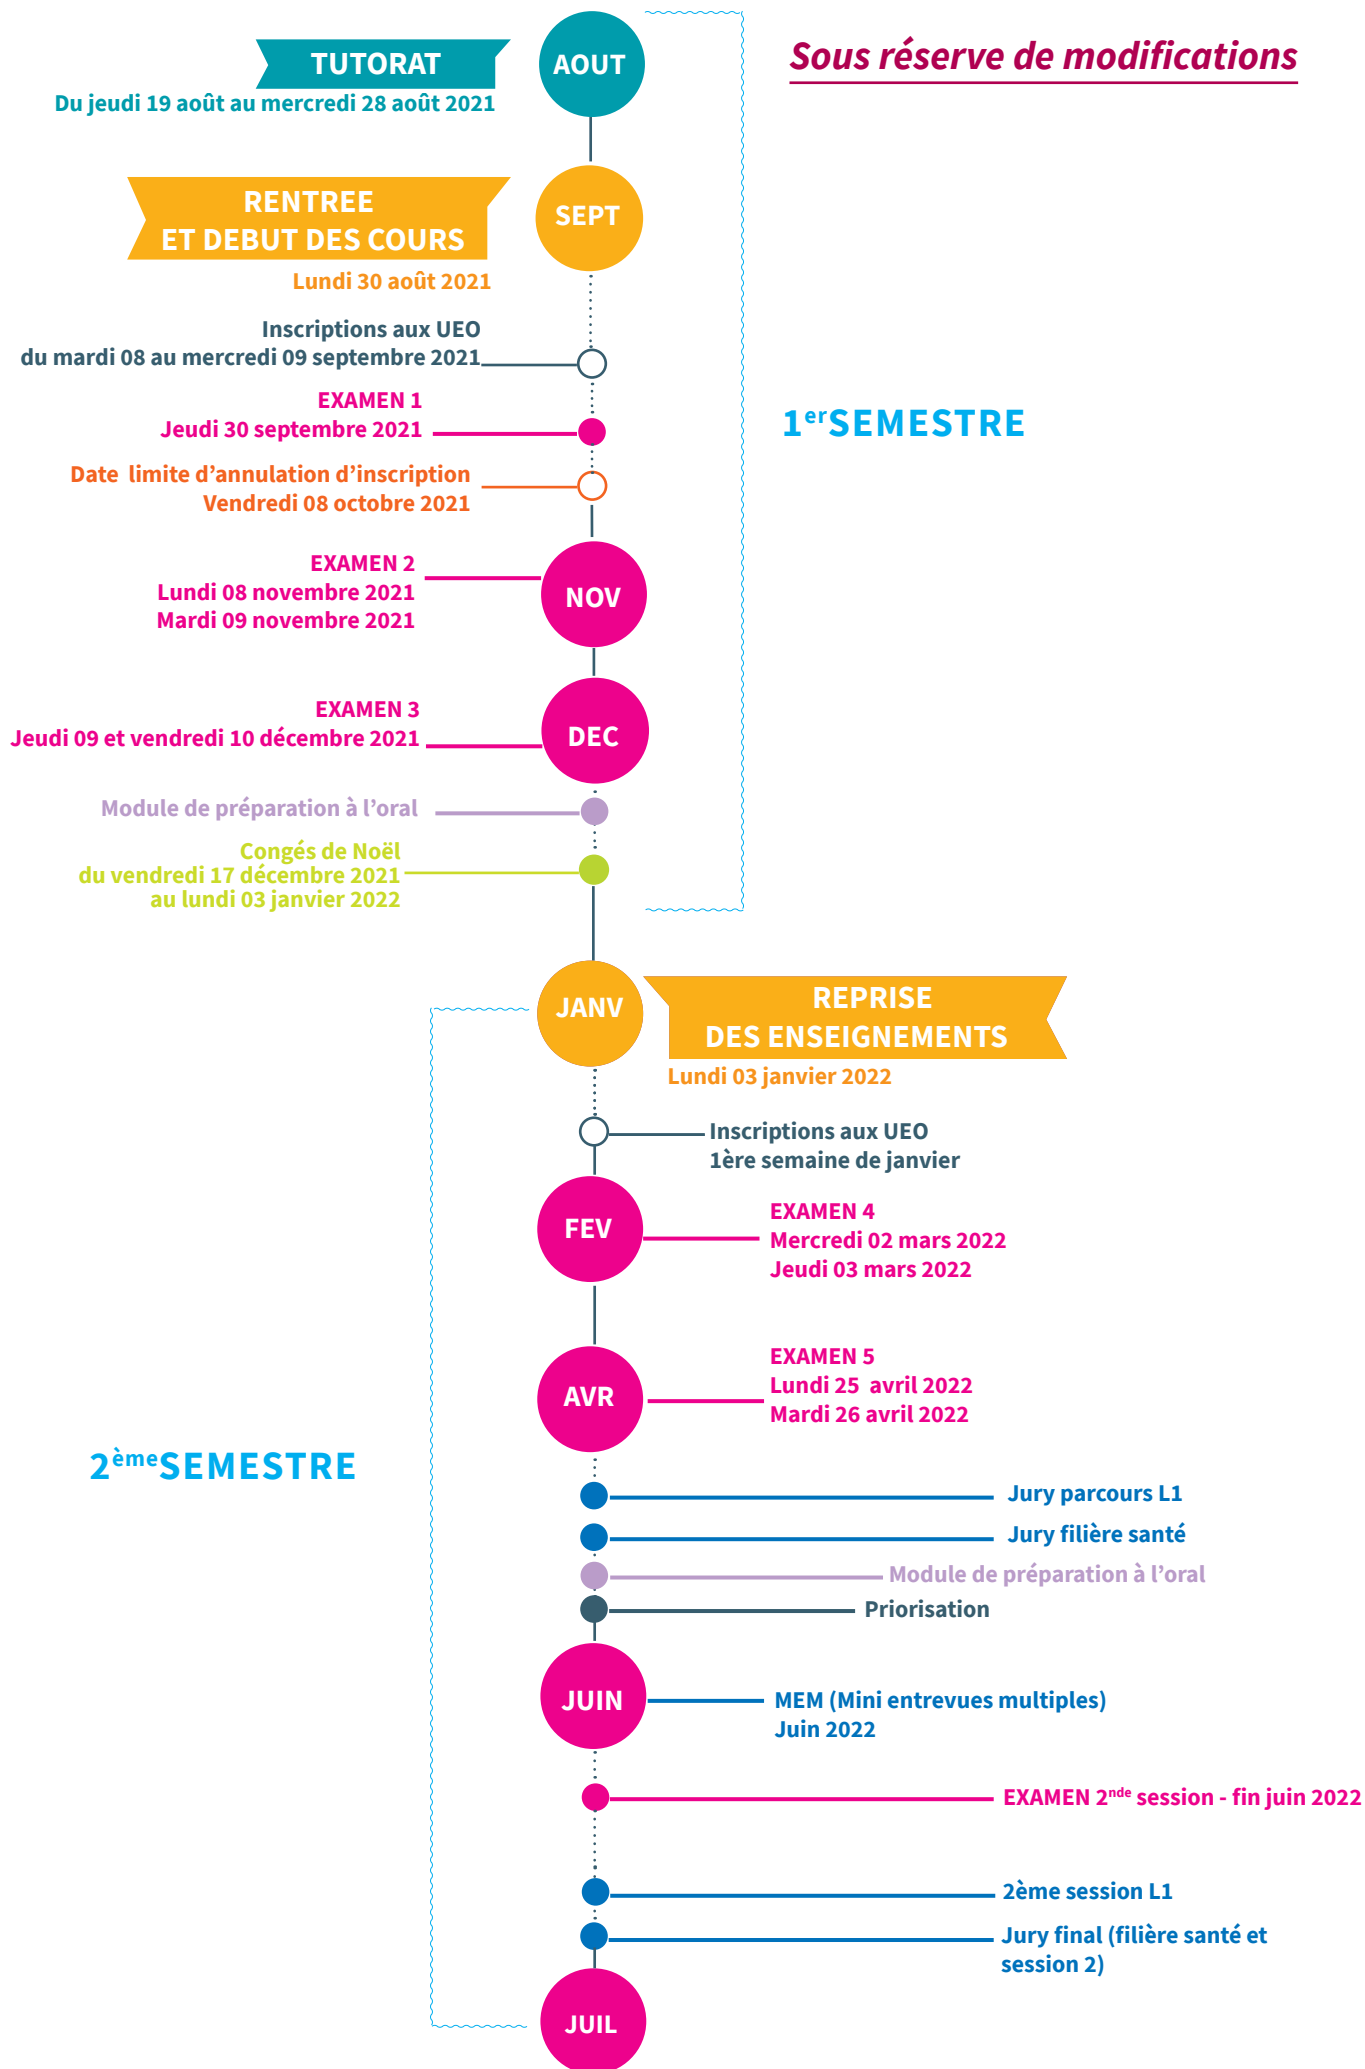 Sous réserve de modifications
TUTORAT
AOUT
Du jeudi 19 août au mercredi 28 août 2021
RENTREE
ET DEBUT DES COURS
SEPT
Lundi 30 août 2021
Inscriptions aux UEO
du mardi 08 au mercredi 09 septembre 2021
EXAMEN 1
Jeudi 30 septembre 2021
1erSEMESTRE
Date limite d’annulation d’inscription
Vendredi 08 octobre 2021
EXAMEN 2
Lundi 08 novembre 2021
Mardi 09 novembre 2021
NOV
EXAMEN 3
Jeudi 09 et vendredi 10 décembre 2021
DEC
Module de préparation à l’oral
Congés de Noël
du vendredi 17 décembre 2021
au lundi 03 janvier 2022
JANV
REPRISE
DES ENSEIGNEMENTS
Lundi 03 janvier 2022
Inscriptions aux UEO
1ère semaine de janvier
FEV
EXAMEN 4
Mercredi 02 mars 2022
Jeudi 03 mars 2022
AVR
EXAMEN 5
Lundi 25 avril 2022
Mardi 26 avril 2022
2èmeSEMESTRE
Jury parcours L1
Jury filière santé
Module de préparation à l’oral
Priorisation
JUIN
MEM (Mini entrevues multiples)
Juin 2022
EXAMEN 2nde session - fin juin 2022
2ème session L1
Jury final (filière santé et
session 2)
JUIL